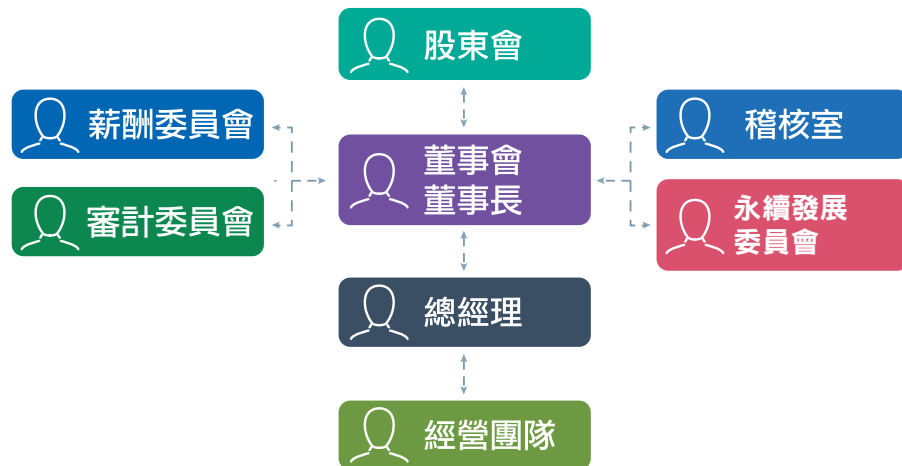 股東會
薪酬委員會
稽核室
董事會
董事長
審計委員會
永續發展
委員會
總經理
經營團隊